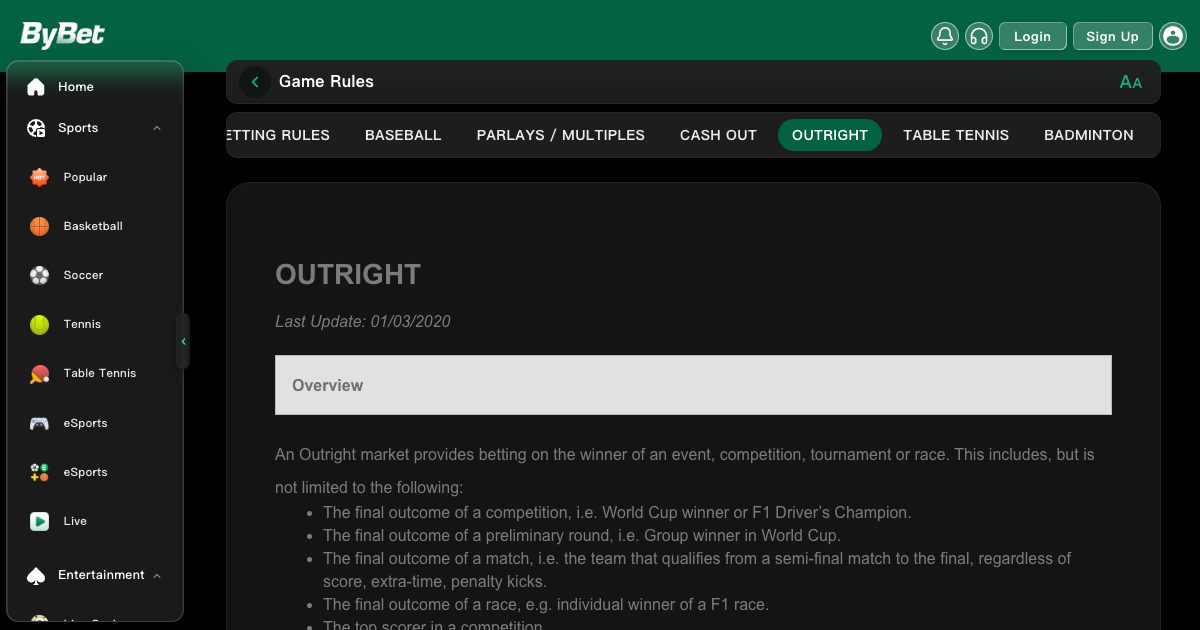 ByBet
Login
Sign Up
Home
Sports
Popular
Basketball
Soccer
Tennis
Table Tennis
eSports
eSports
Live
Entertainment
Game Rules
AA
ETTING RULES
BASEBALL
PARLAYS / MULTIPLES
CASH OUT
OUTRIGHT
TABLE TENNIS
BADMINTON
OUTRIGHT
Last Update: 01/03/2020
Overview
An Outright market provides betting on the winner of an event, competition, tournament or race. This includes, but is
not limited to the following:
The final outcome of a competition, i.e. World Cup winner or F1 Driver’s Champion.
The final outcome of a preliminary round, i.e. Group winner in World Cup.
The final outcome of a match, i.e. the team that qualifies from a semi-final match to the final, regardless of
score, extra-time, penalty kicks.
The final outcome of a race, e.g. individual winner of a F1 race.
The top scorer in a competition